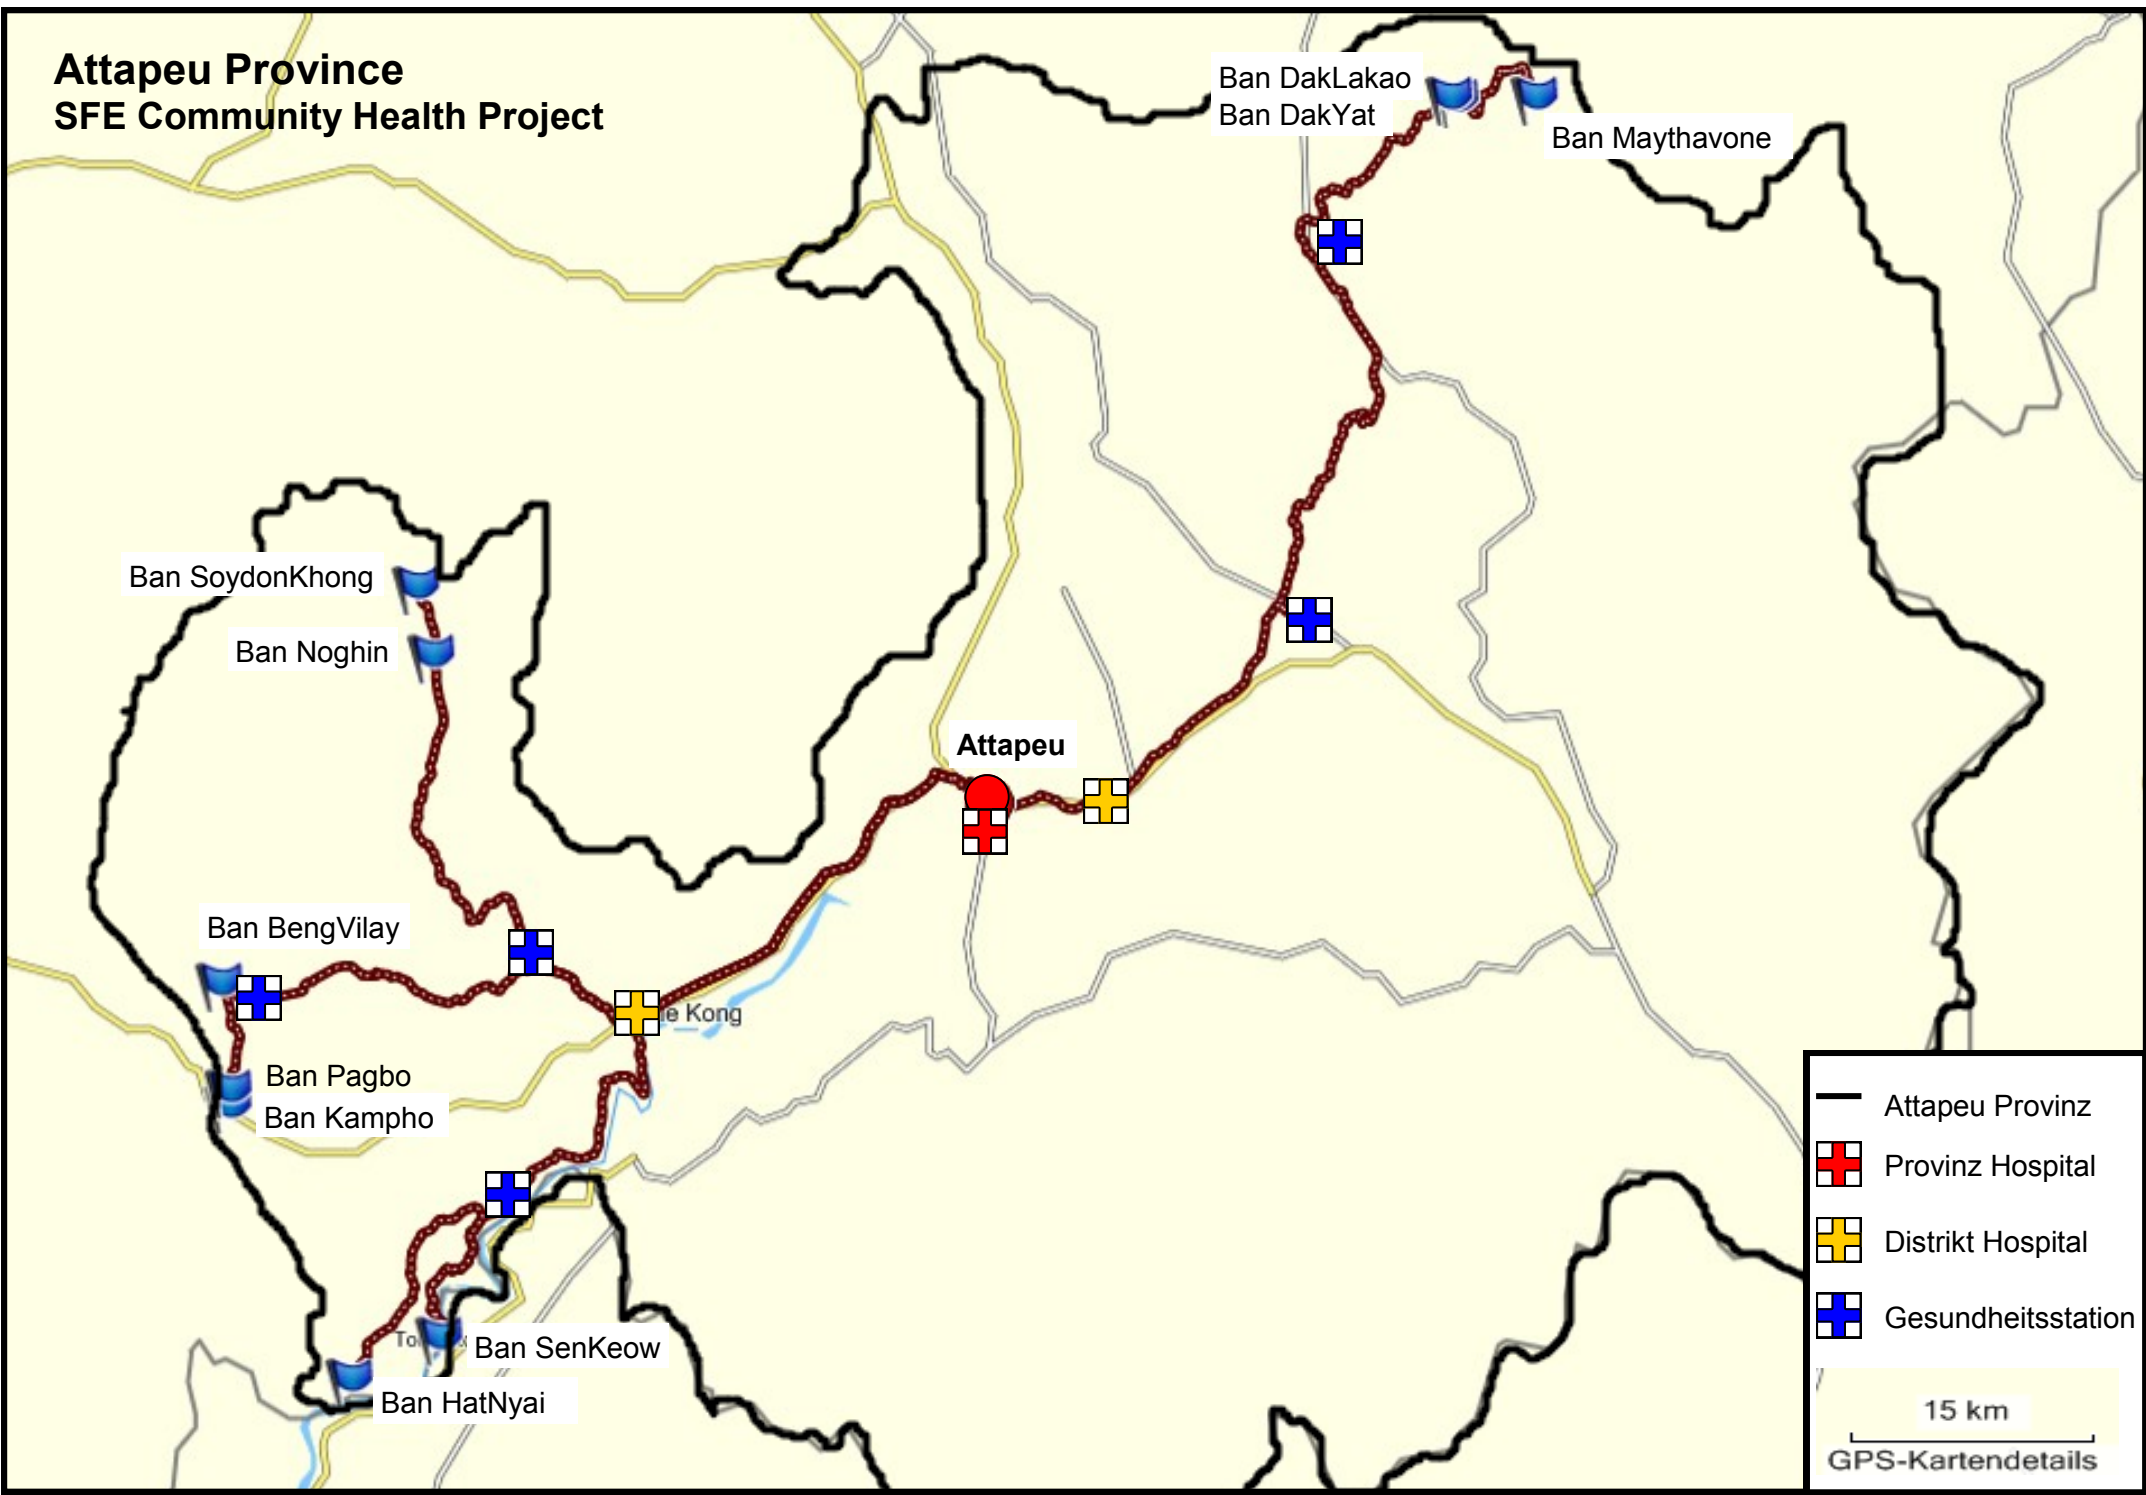 Attapeu Province
SFE Community Health Project
Ban DakLakao
Ban DakYat
Ban Maythavone
Ban SoydonKhong
Ban Noghin
Attapeu
Ban BengVilay
Kong
Ban Pagbo
Ban Kampho
Ban SenKeow
Ban HatNyai
Attapeu Provinz
Provinz Hospital
Distrikt Hospital
Gesundheitsstation
15 km
GPS-Kartendetails